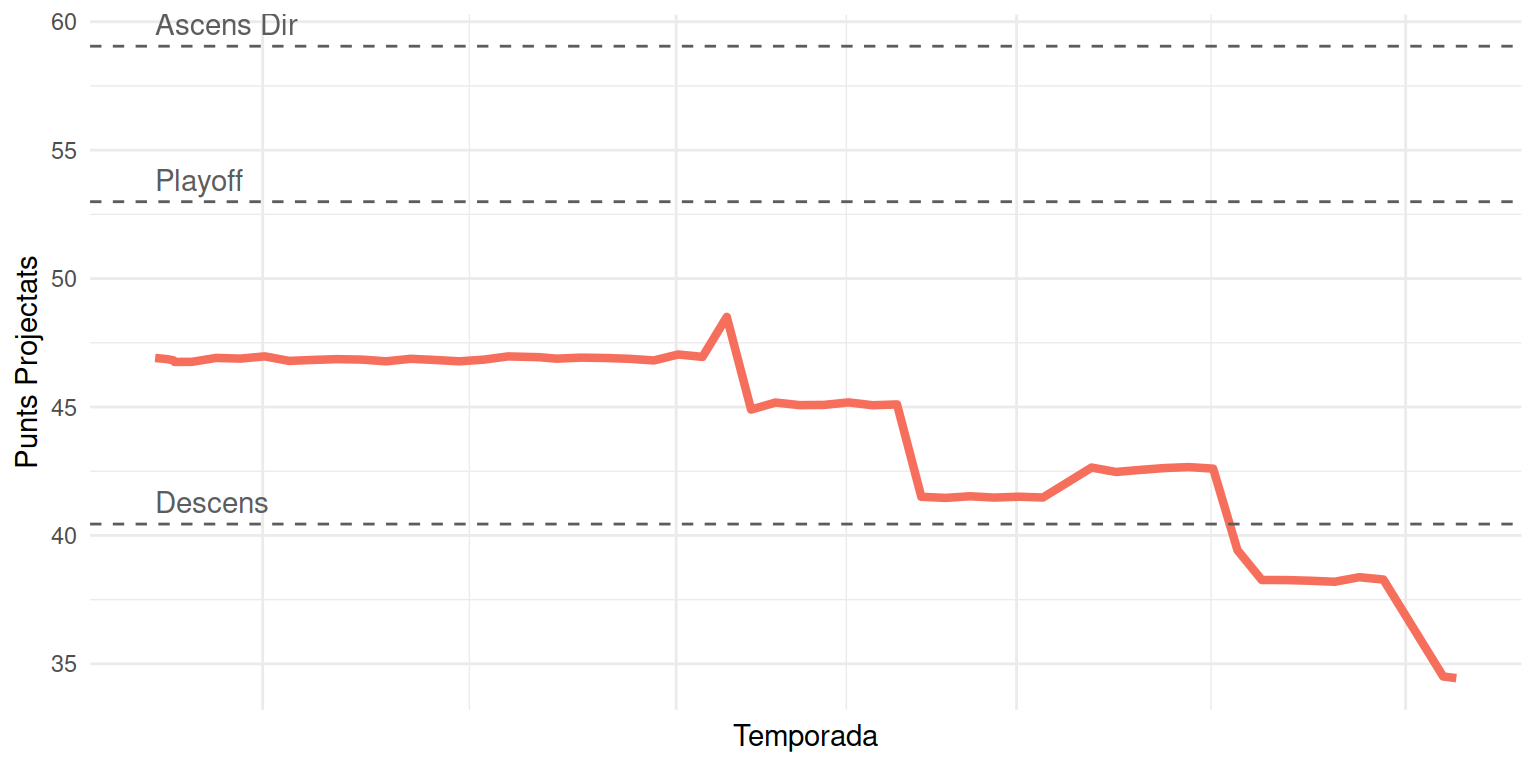 60
Ascens Dir
55
Playoff
50
45
Descens
40
35
Punts Projectats
Temporada